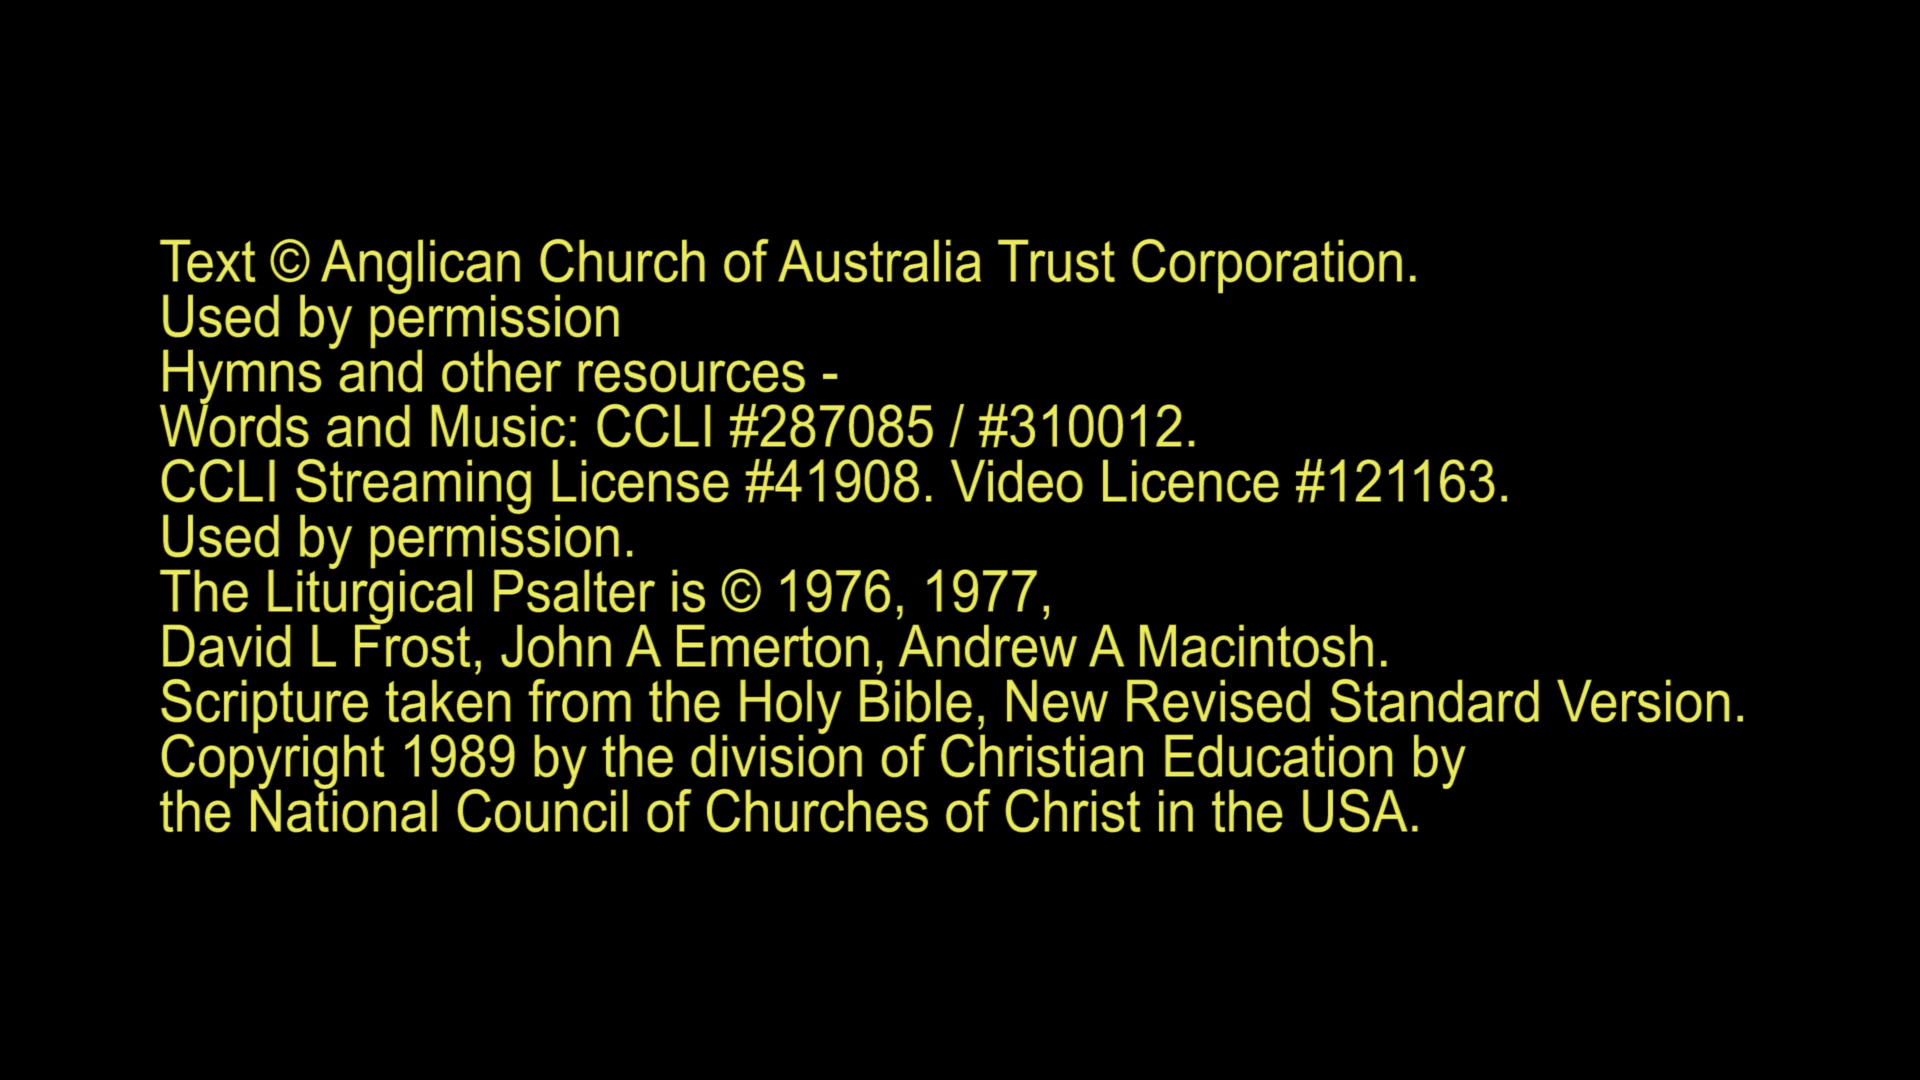 Text © Anglican Church of Australia Trust Corporation.
Used by permission
Hymns and other resources -
Words and Music: CCLI #287085 / #310012.
CCLI Streaming License #41908. Video Licence #121163.
Used by permission.
The Liturgical Psalter is © 1976, 1977,
David L Frost, John A Emerton, Andrew A Macintosh.
Scripture taken from the Holy Bible, New Revised Standard Version.
Copyright 1989 by the division of Christian Education by
the National Council of Churches of Christ in the USA.